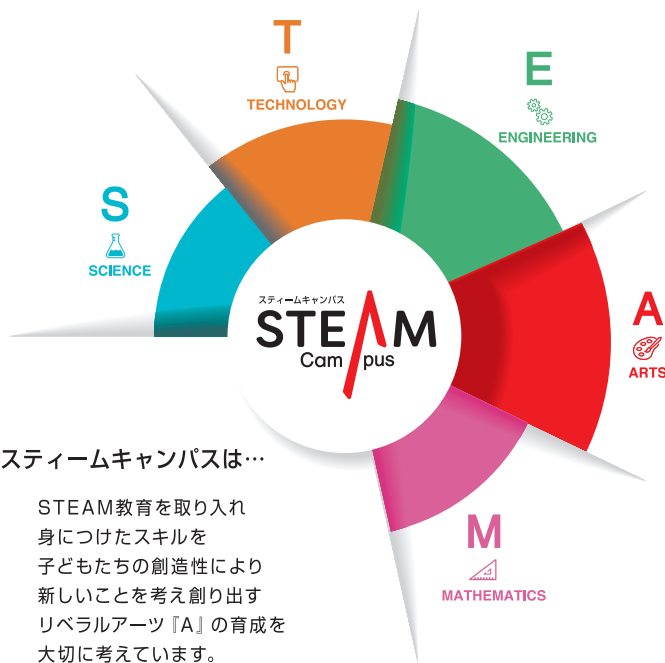 T
TECHNOLOGY
E
ENGINEERING
S
SCIENCE
A
ARTS
スティームキャンパス
STEAM
Campus
M
MATHEMATICS
スティームキャンパスは…
STEAM教育を取り入れ
身につけたスキルを
子どもたちの創造性により
新しいことを考え創り出す
リベラルアーツ『A』の育成を
大切に考えています。